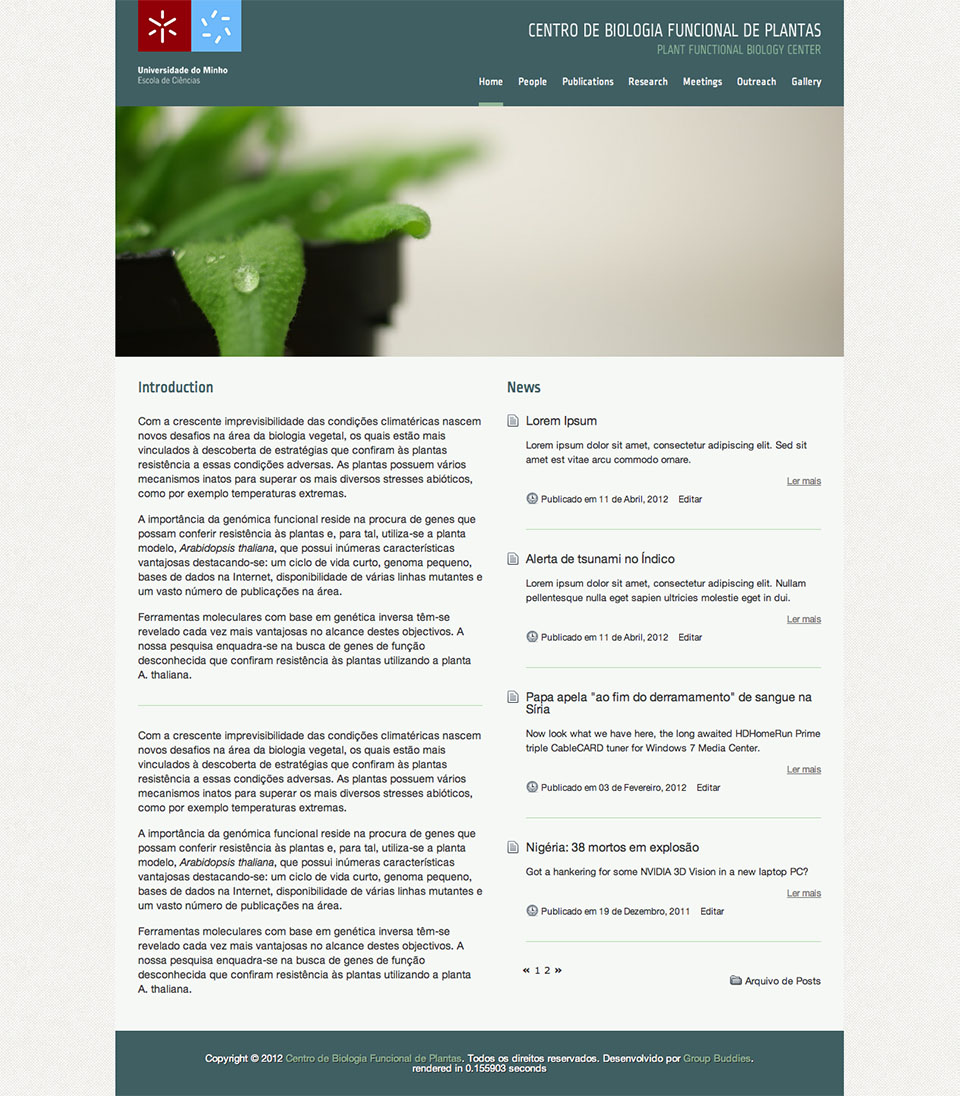 Universidade do Minho
Escola de Ciências
CENTRO DE BIOLOGIA FUNCIONAL DE PLANTAS
PLANT FUNCTIONAL BIOLOGY CENTER
Home People Publications Research Meetings Outreach Gallery
Introduction
Com a crescente imprevisibilidade das condições climatéricas nascem
novos desafios na área da biologia vegetal, os quais estão mais
vinculados à descoberta de estratégias que confiram às plantas
resistência a essas condições adversas. As plantas possuem vários
mecanismos inatos para superar os mais diversos stresses abióticos,
como por exemplo temperaturas extremas.
A importância da genómica funcional reside na procura de genes que
possam conferir resistência às plantas e, para tal, utiliza-se a planta
modelo, Arabidopsis thaliana, que possui inúmeras características
vantajosas destacando-se: um ciclo de vida curto, genoma pequeno,
bases de dados na Internet, disponibilidade de várias linhas mutantes e
um vasto número de publicações na área.
Ferramentas moleculares com base em genética inversa têm-se
revelado cada vez mais vantajosas no alcance destes objectivos. A
nossa pesquisa enquadra-se na busca de genes de função
desconhecida que confiram resistência às plantas utilizando a planta
A. thaliana.
Com a crescente imprevisibilidade das condições climatéricas nascem
novos desafios na área da biologia vegetal, os quais estão mais
vinculados à descoberta de estratégias que confiram às plantas
resistência a essas condições adversas. As plantas possuem vários
mecanismos inatos para superar os mais diversos stresses abióticos,
como por exemplo temperaturas extremas.
A importância da genómica funcional reside na procura de genes que
possam conferir resistência às plantas e, para tal, utiliza-se a planta
modelo, Arabidopsis thaliana, que possui inúmeras características
vantajosas destacando-se: um ciclo de vida curto, genoma pequeno,
bases de dados na Internet, disponibilidade de várias linhas mutantes e
um vasto número de publicações na área.
Ferramentas moleculares com base em genética inversa têm-se
revelado cada vez mais vantajosas no alcance destes objectivos. A
nossa pesquisa enquadra-se na busca de genes de função
desconhecida que confiram resistência às plantas utilizando a planta
A. thaliana.
News
Lorem Ipsum
Lorem ipsum dolor sit amet, consectetur adipiscing elit. Sed sit
amet est vitae arcu commodo ornare.
Ler mais
Publicado em 11 de Abril, 2012 Editar
Alerta de tsunami no Índico
Lorem ipsum dolor sit amet, consectetur adipiscing elit. Nullam
pellentesque nulla eget sapien ultricies molestie eget in dui.
Ler mais
Publicado em 11 de Abril, 2012 Editar
Papa apela "ao fim do derramamento" de sangue na
Síria
Now look what we have here, the long awaited HDHomeRun Prime
triple CableCARD tuner for Windows 7 Media Center.
Ler mais
Publicado em 03 de Fevereiro, 2012 Editar
Nigéria: 38 mortos em explosão
Got a hankering for some NVIDIA 3D Vision in a new laptop PC?
Ler mais
Publicado em 19 de Dezembro, 2011 Editar
« 1 2 »
Arquivo de Posts
Copyright © 2012 Centro de Biologia Funcional de Plantas. Todos os direitos reservados. Desenvolvido por Group Buddies.
rendered in 0.155903 seconds